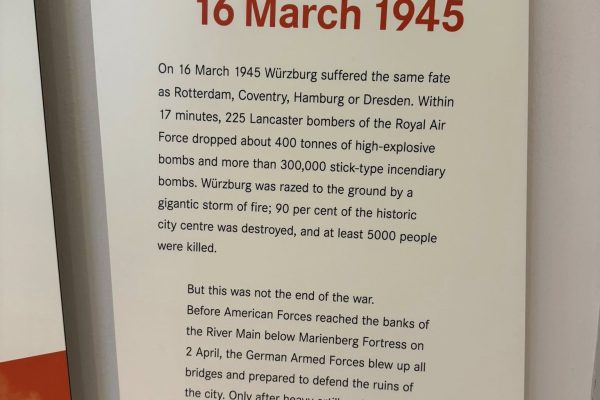 16 March 1945
On 16 March 1945 Würzburg suffered the same fate
as Rotterdam, Coventry, Hamburg or Dresden. Within
17 minutes, 225 Lancaster bombers of the Royal Air
Force dropped about 400 tonnes of high-explosive
bombs and more than 300,000 stick-type incendiary
bombs. Würzburg was razed to the ground by a
gigantic storm of fire; 90 per cent of the historic
city centre was destroyed, and at least 5000 people
were killed.
But this was not the end of the war.
Before American Forces reached the banks of
the River Main below Marienberg Fortress on
2 April, the German Armed Forces blew up all
bridges and prepared to defend the ruins of
the city. Only after heavy